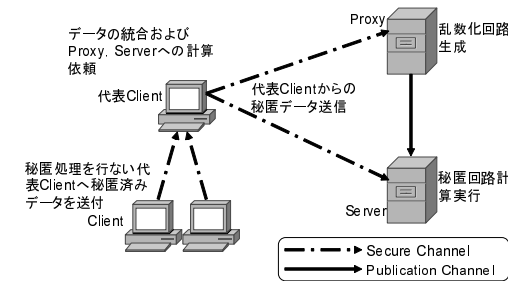 データの統合および
Proxy, Serverへの計算
依頼
代表Client
Proxy
乱数化回路
生成
代表Clientからの
秘匿データ送信
秘匿処理を行ない代
表Clientへ秘匿済み
データを送付
Client
秘匿回路計
算実行
Server
Secure Channel
Publication Channel